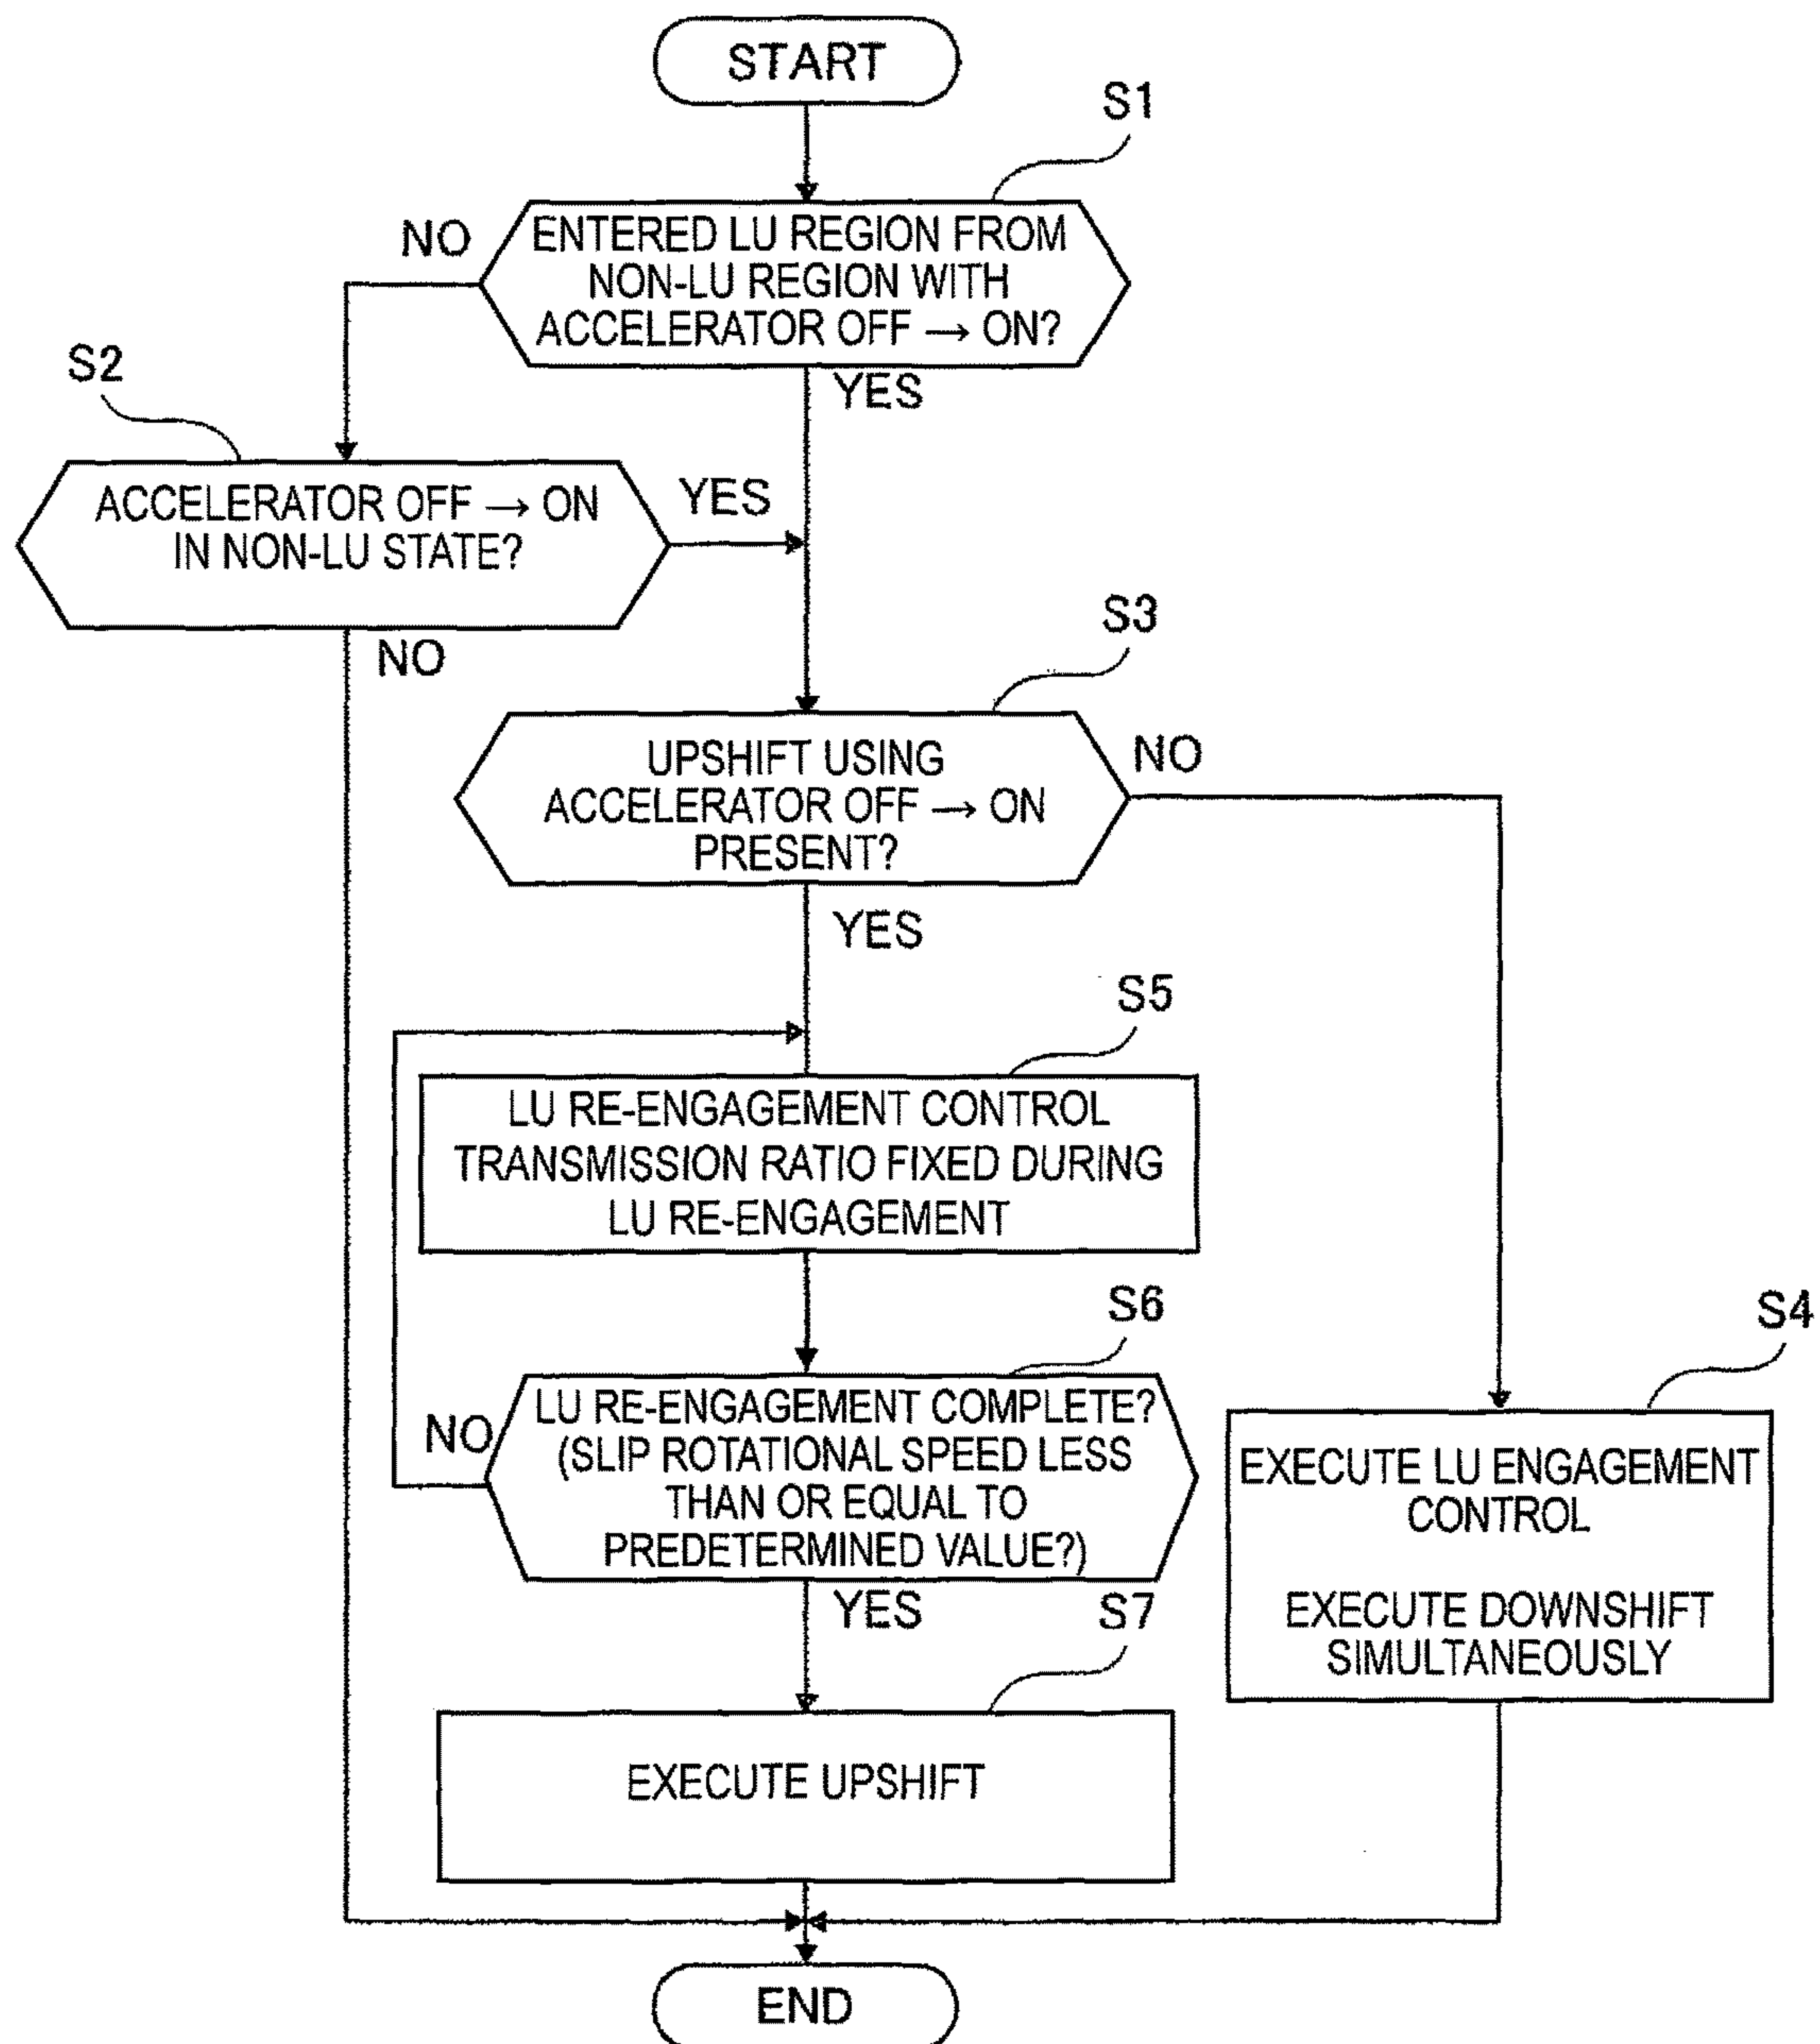 START
S1
NO
ENTERED LU REGION FROM
NON-LU REGION WITH
ACCELERATOR OFF → ON?
YES
S2
ACCELERATOR OFF → ON
IN NON-LU STATE?
YES
NO
S3
UPSHIFT USING
ACCELERATOR OFF → ON
PRESENT?
NO
YES
S5
LU RE-ENGAGEMENT CONTROL
TRANSMISSION RATIO FIXED DURING
LU RE-ENGAGEMENT
S6
LU RE-ENGAGEMENT COMPLETE?
(SLIP ROTATIONAL SPEED LESS
THAN OR EQUAL TO
PREDETERMINED VALUE?)
NO
YES
S4
EXECUTE LU ENGAGEMENT
CONTROL
EXECUTE DOWNSHIFT
SIMULTANEOUSLY
S7
EXECUTE UPSHIFT
END